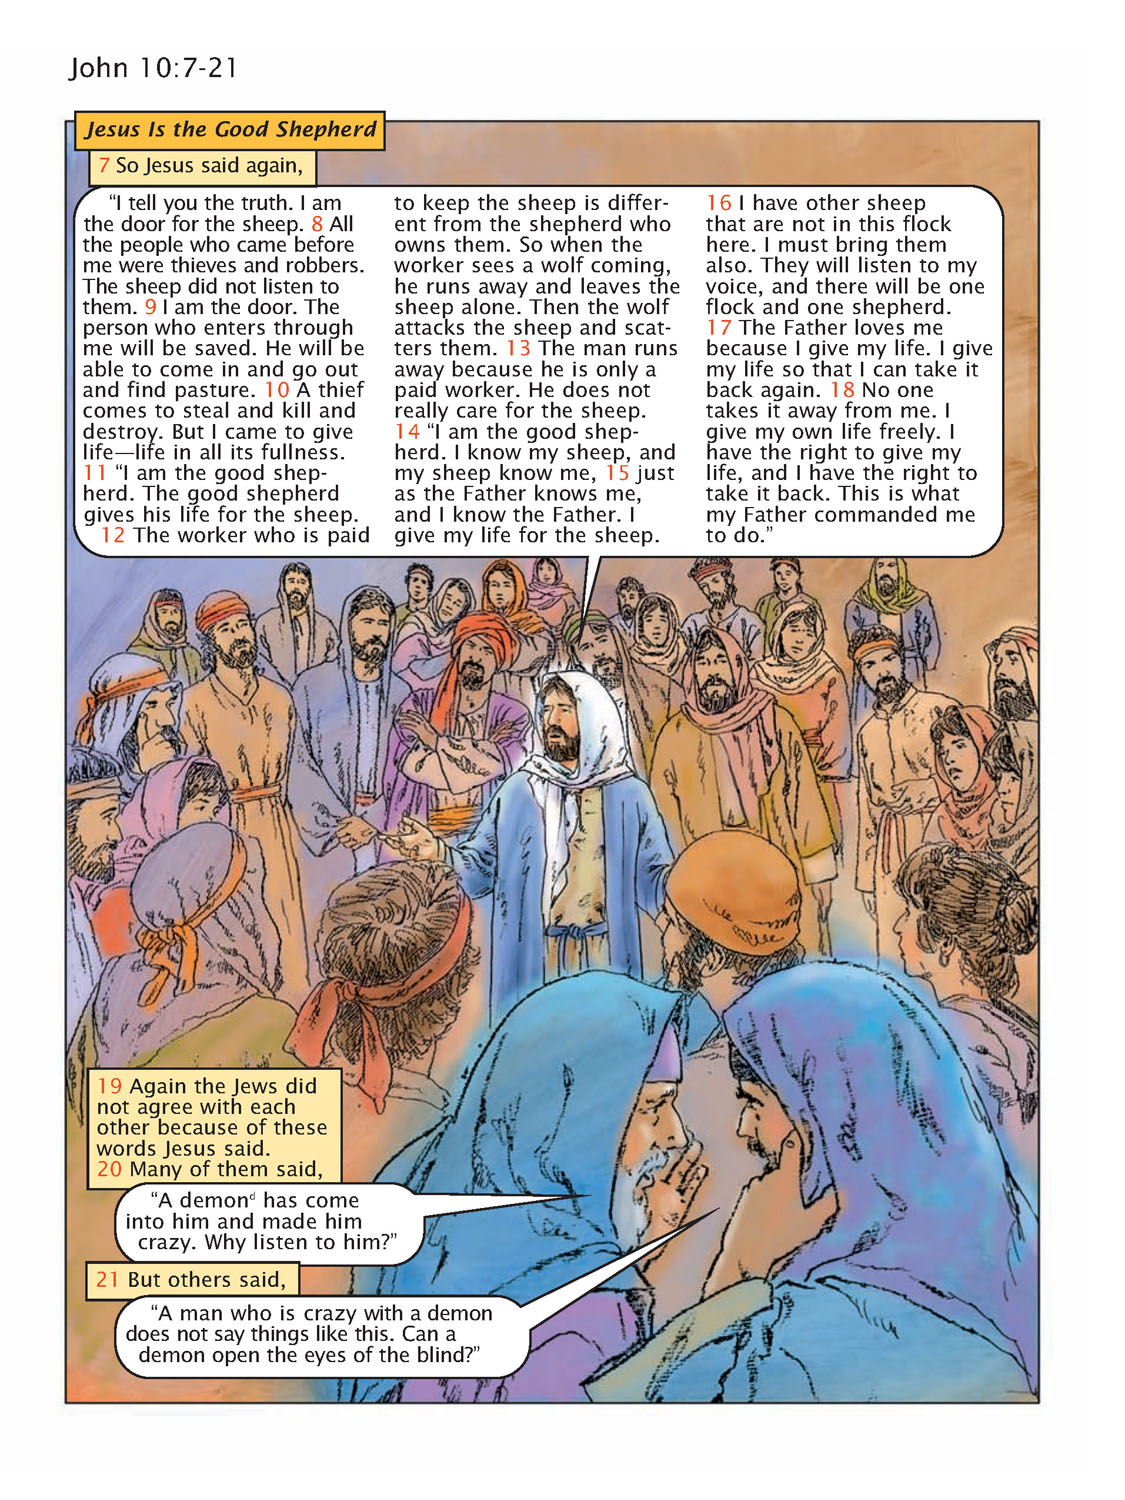 John 10:7-21
Jesus Is the Good Shepherd
7 So Jesus said again,
“I tell you the truth. I am
the door for the sheep. 8 All
the people who came before
me were thieves and robbers.
The sheep did not listen to
them. 9 I am the door. The
person who enters through
me will be saved. He will be
able to come in and go out
and find pasture. 10 A thief
comes to steal and kill and
destroy. But I came to give
life—life in all its fullness.
11 “I am the good shep-
herd. The good shepherd
gives his life for the sheep.
12 The worker who is paid
to keep the sheep is differ-
ent from the shepherd who
owns them. So when the
worker sees a wolf coming,
he runs away and leaves the
sheep alone. Then the wolf
attacks the sheep and scat-
ters them. 13 The man runs
away because he is only a
paid worker. He does not
really care for the sheep.
14 “I am the good shep-
herd. I know my sheep, and
my sheep know me, 15 just
as the Father knows me,
and I know the Father. I
give my life for the sheep.
16 I have other sheep
that are not in this flock
here. I must bring them
also. They will listen to my
voice, and there will be one
flock and one shepherd.
17 The Father loves me
because I give my life. I give
my life so that I can take it
back again. 18 No one
takes it away from me. I
give my own life freely. I
have the right to give my
life, and I have the right to
take it back. This is what
my Father commanded me
to do.”
19 Again the Jews did
not agree with each
other because of these
words Jesus said.
20 Many of them said,
“A demonᵈ has come
into him and made him
crazy. Why listen to him?”
21 But others said,
“A man who is crazy with a demon
does not say things like this. Can a
demon open the eyes of the blind?”